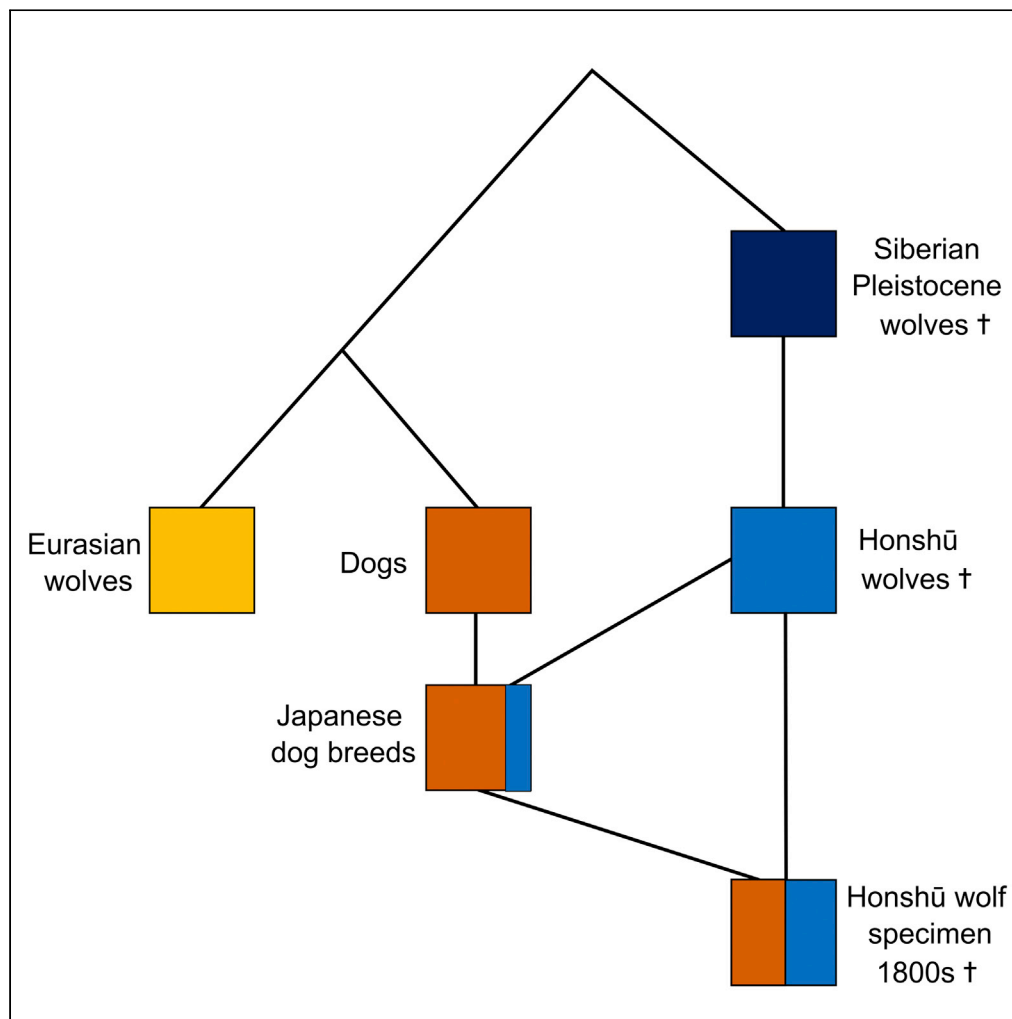 Siberian
Pleistocene
wolves †
Eurasian
wolves
Dogs
Honshū
wolves †
Japanese
dog breeds
Honshū wolf
specimen
1800s †